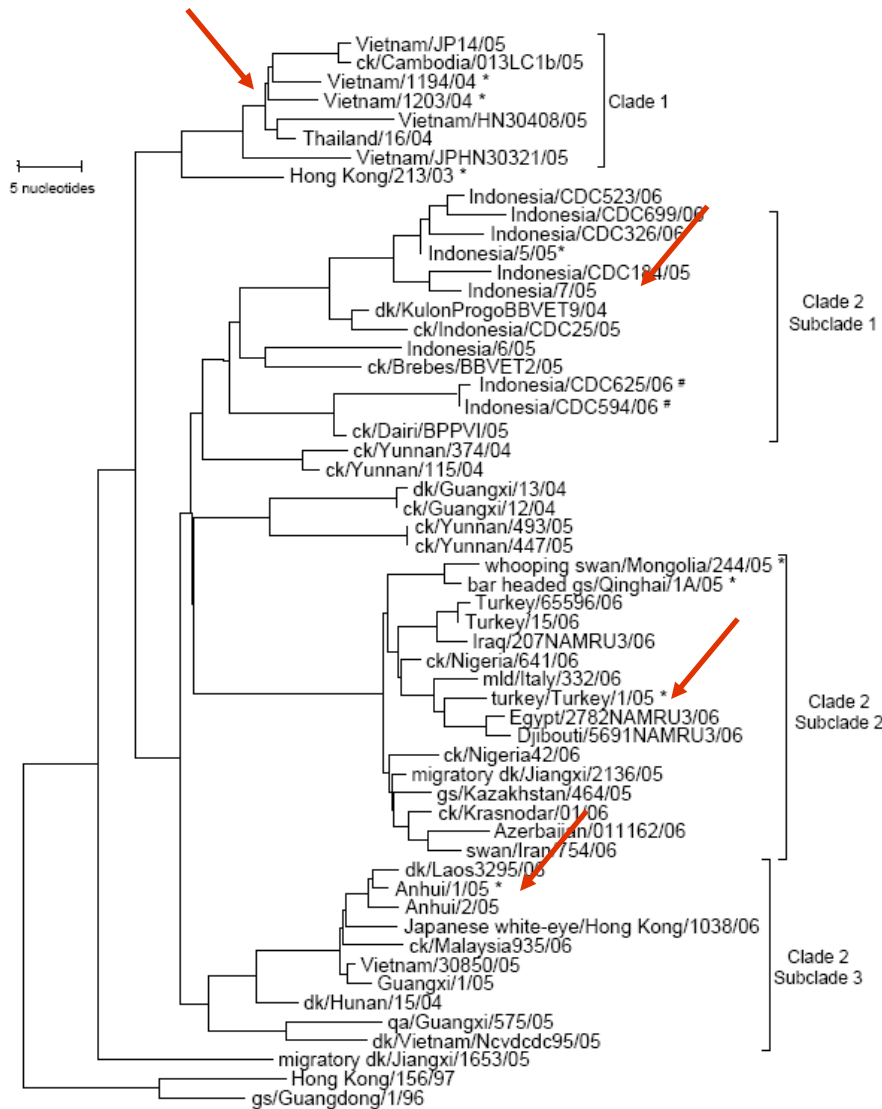 Vietnam/JP14/05
ck/Cambodia/013LC1b/05
Vietnam/1194/04 *
Vietnam/1203/04 *
Vietnam/HN30408/05
Thailand/16/04
Vietnam/JPHN30321/05
Hong Kong/213/03 *
Clade 1
5 nucleotides
Indonesia/CDC523/06
Indonesia/CDC699/06
Indonesia/CDC326/06
Indonesia/5/05*
Indonesia/CDC184/05
Indonesia/7/05
dk/KulonProgoBBVET9/04
ck/Indonesia/CDC25/05
Indonesia/6/05
ck/Brebes/BBVET2/05
Indonesia/CDC625/06 #
Indonesia/CDC594/06 #
ck/Dairi/BPPVI/05
Clade 2
Subclade 1
ck/Yunnan/374/04
ck/Yunnan/115/04
dk/Guangxi/13/04
ck/Guangxi/12/04
ck/Yunnan/493/05
ck/Yunnan/447/05
whooping swan/Mongolia/244/05 *
bar headed gs/Qinghai/1A/05 *
Turkey/65596/06
Turkey/15/06
Iraq/207NAMRU3/06
ck/Nigeria/641/06
mld/Italy/332/06
turkey/Turkey/1/05 *
Egypt/2782NAMRU3/06
Djibouti/5691NAMRU3/06
ck/Nigeria42/06
migratory dk/Jiangxi/2136/05
gs/Kazakhstan/464/05
ck/Krasnodar/01/06
Azerbaijan/011162/06
swan/Iran/754/06
Clade 2
Subclade 2
dk/Laos3295/06
Anhui/1/05 *
Anhui/2/05
Japanese white-eye/Hong Kong/1038/06
ck/Malaysia935/06
Vietnam/30850/05
Guangxi/1/05
dk/Hunan/15/04
qa/Guangxi/575/05
dk/Vietnam/Ncvdcdc95/05
Clade 2
Subclade 3
migratory dk/Jiangxi/1653/05
Hong Kong/156/97
gs/Guangdong/1/96